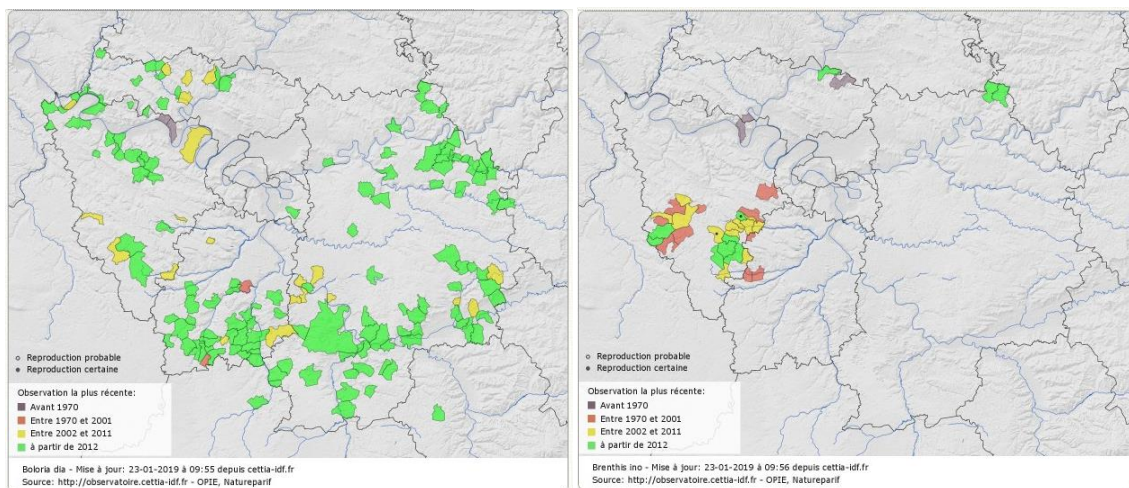 Reproduction probable
Reproduction certaine
Observation la plus récente:
Avant 1970
Entre 1970 et 2001
Entre 2002 et 2011
à partir de 2012
Boloria dia - Mise à jour: 23-01-2019 à 09:55 depuis cettia-idf.fr
Source: http://observatoire.cettia-idf.fr - OPIE, Natureparif
Reproduction probable
Reproduction certaine
Observation la plus récente:
Avant 1970
Entre 1970 et 2001
Entre 2002 et 2011
à partir de 2012
Brenthis ino - Mise à jour: 23-01-2019 à 09:56 depuis cettia-idf.fr
Source: http://observatoire.cettia-idf.fr - OPIE, Natureparif